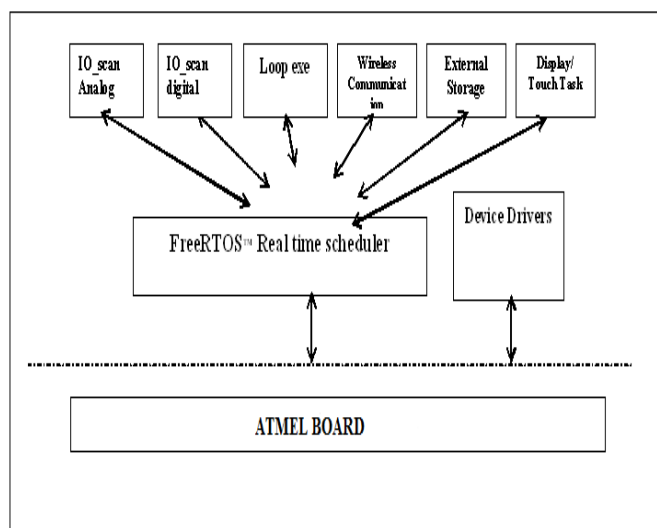 IO_scan
Analog
IO_scan
digital
Loop exe
Wireless
Communicat
ion
External
Storage
Display/
Touch Task
FreeRTOS™ Real time scheduler
Device Drivers
ATMEL BOARD